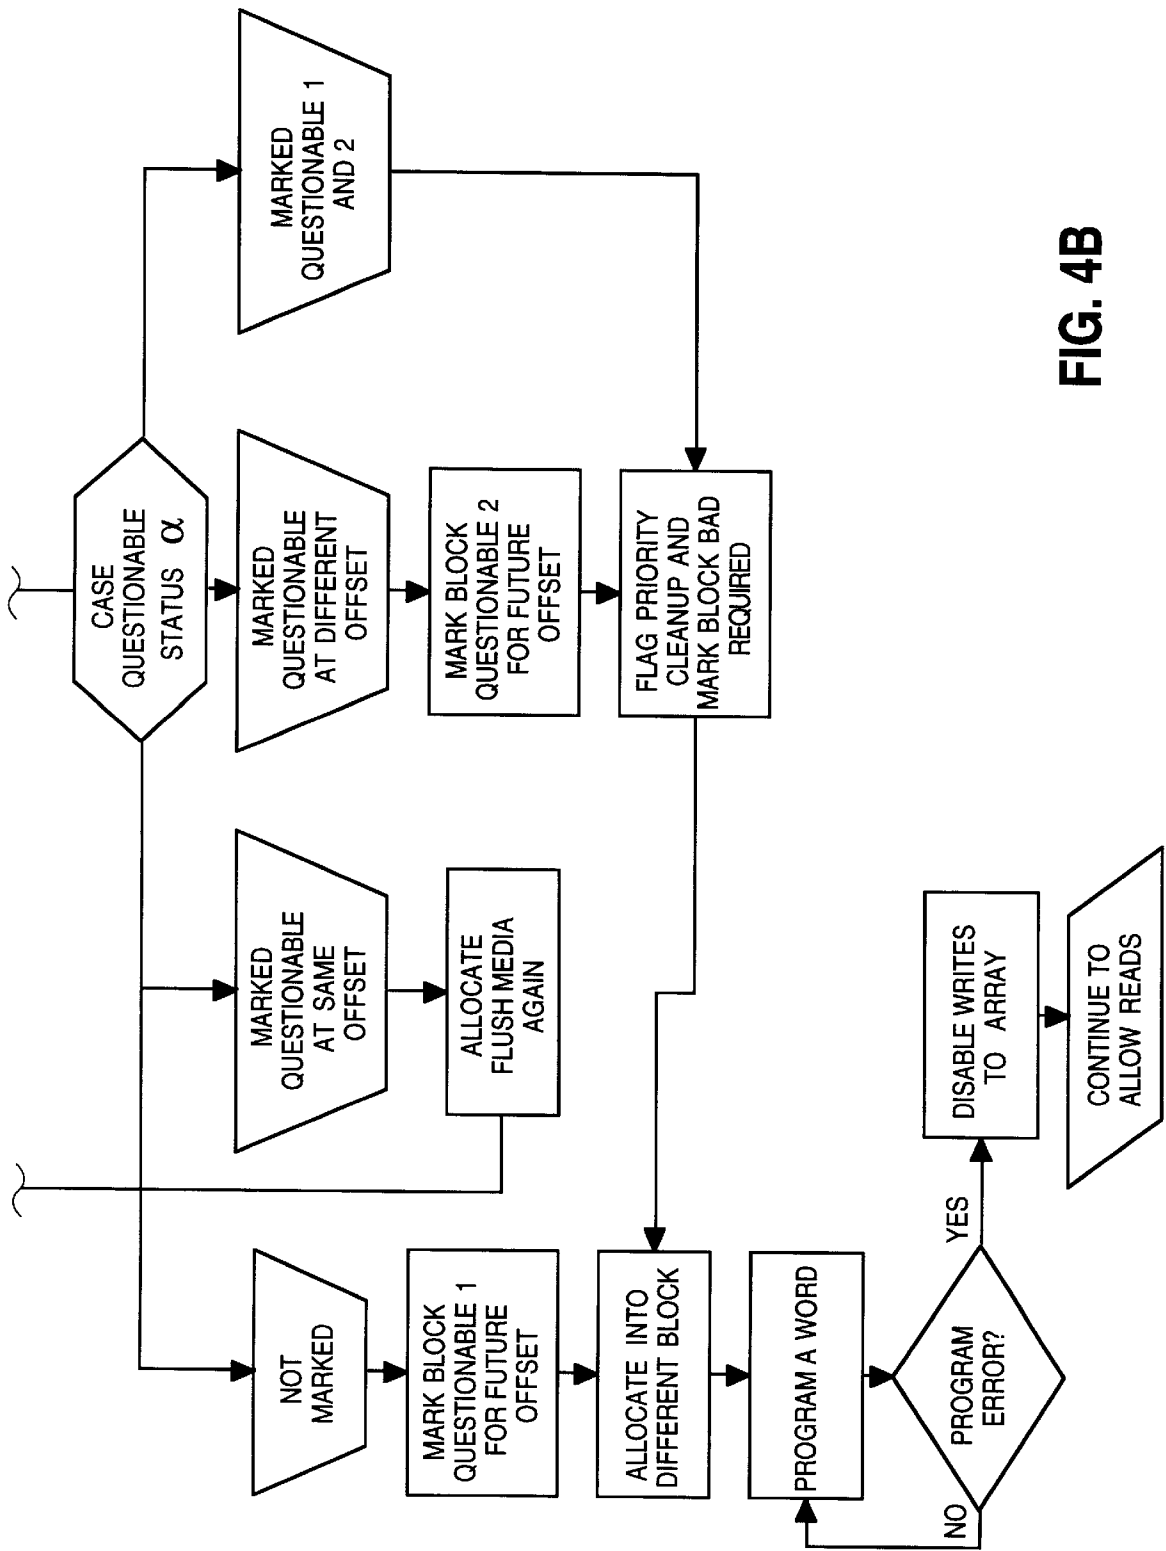 CASE
QUESTIONABLE
STATUS α
NOT
MARKED
MARKED
QUESTIONABLE
AT SAME
OFFSET
MARKED
QUESTIONABLE
AT DIFFERENT
OFFSET
MARKED
QUESTIONABLE 1
AND 2
MARK BLOCK
QUESTIONABLE 1
FOR FUTURE
OFFSET
ALLOCATE
FLUSH MEDIA
AGAIN
MARK BLOCK
QUESTIONABLE 2
FOR FUTURE
OFFSET
ALLOCATE INTO
DIFFERENT BLOCK
FLAG PRIORITY
CLEANUP AND
MARK BLOCK BAD
REQUIRED
PROGRAM A WORD
PROGRAM
ERROR?
NO
YES
DISABLE WRITES
TO ARRAY
CONTINUE TO
ALLOW READS
FIG. 4B